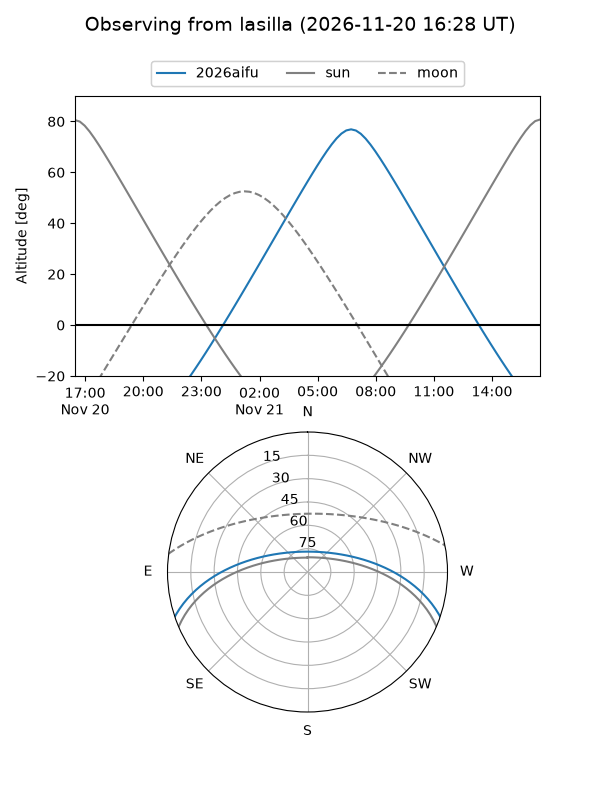 Observing from lasilla (2026-11-20 16:28 UT)
2026aifu sun moon
Altitude [deg]
80
60
40
20
0
−20
17:00 20:00 23:00 02:00 05:00 08:00 11:00 14:00
Nov 20 Nov 21
N
NE NW
15
30
45
60
75
E W
SE SW
S